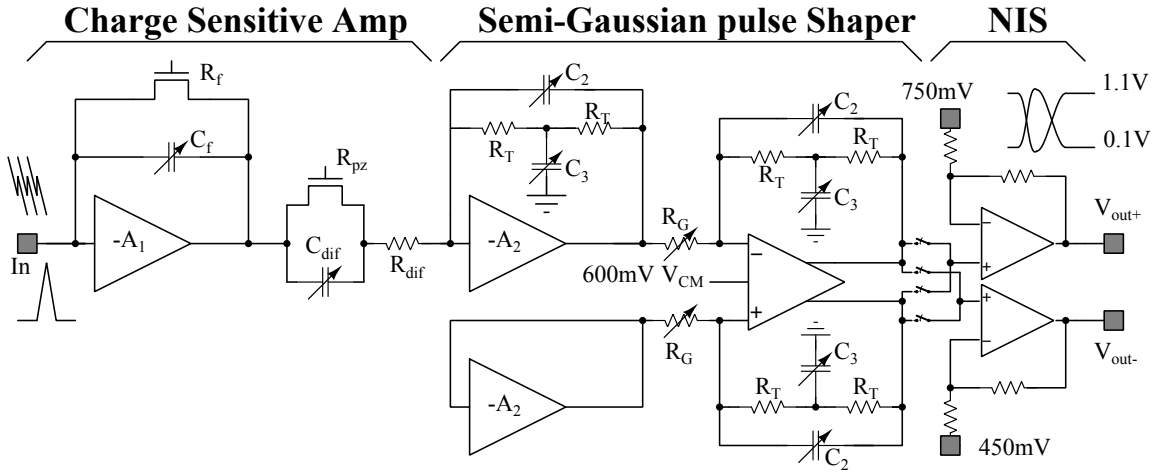 Charge Sensitive Amp Semi-Gaussian pulse Shaper NIS
R_f
C_f
-A_1
In
R_pz
C_dif
R_dif
C_2
R_T
R_T
C_3
-A_2
R_G
600mV V_CM
R_G
-A_2
C_2
R_T
R_T
C_3
−
+
C_3
R_T
R_T
C_2
750mV
1.1V
0.1V
−
+
V_out+
+
−
V_out-
450mV